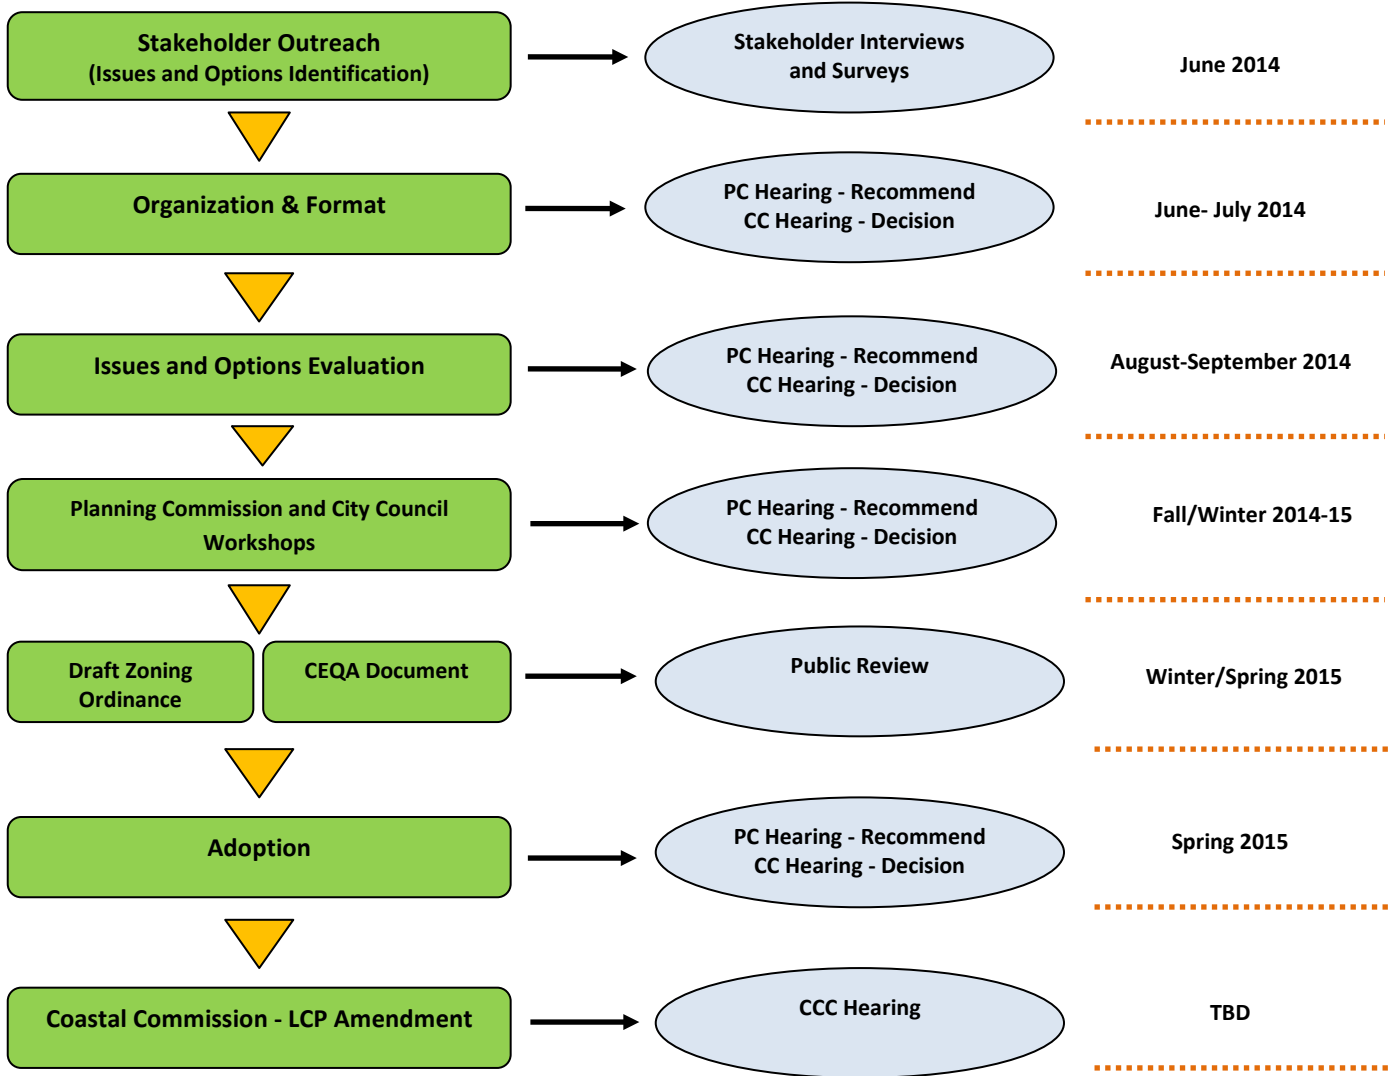 Stakeholder Outreach
(Issues and Options Identification)
Stakeholder Interviews
and Surveys
June 2014
Organization & Format
PC Hearing - Recommend
CC Hearing - Decision
June- July 2014
Issues and Options Evaluation
PC Hearing - Recommend
CC Hearing - Decision
August-September 2014
Planning Commission and City Council
Workshops
PC Hearing - Recommend
CC Hearing - Decision
Fall/Winter 2014-15
Draft Zoning
Ordinance
CEQA Document
Public Review
Winter/Spring 2015
Adoption
PC Hearing - Recommend
CC Hearing - Decision
Spring 2015
Coastal Commission - LCP Amendment
CCC Hearing
TBD